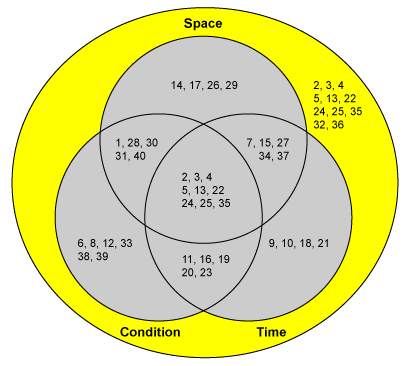 Space
14, 17, 26, 29
2, 3, 4
5, 13, 22
24, 25, 35
32, 36
1, 28, 30
31, 40
7, 15, 27
34, 37
2, 3, 4
5, 13, 22
24, 25, 35
6, 8, 12, 33
38, 39
11, 16, 19
20, 23
9, 10, 18, 21
Condition
Time